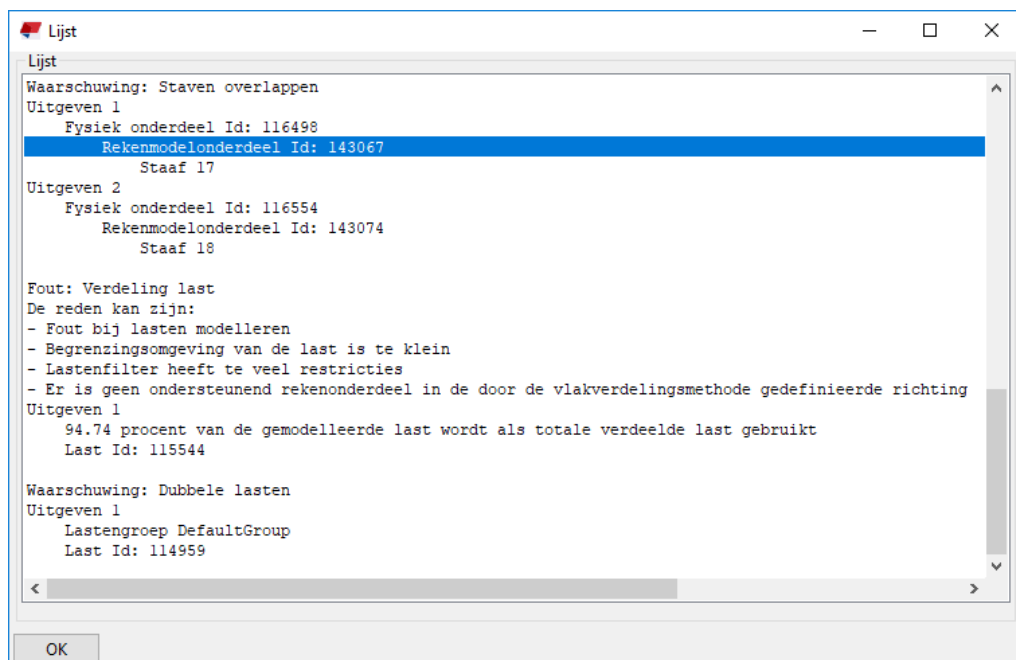 Lijst
Lijst
Waarschuwing: Staven overlappen
Uitgeven 1
Fysiek onderdeel Id: 116498
Rekenmodelonderdeel Id: 143067
Staaf 17
Uitgeven 2
Fysiek onderdeel Id: 116554
Rekenmodelonderdeel Id: 143074
Staaf 18
Fout: Verdeling last
De reden kan zijn:
- Fout bij lasten modelleren
- Begrenzingsomgeving van de last is te klein
- Lastenfilter heeft te veel restricties
- Er is geen ondersteunend rekenonderdeel in de door de vlakverdelingsmethode gedefinieerde richting
Uitgeven 1
94.74 procent van de gemodelleerde last wordt als totale verdeelde last gebruikt
Last Id: 115544
Waarschuwing: Dubbele lasten
Uitgeven 1
Lastengroep DefaultGroup
Last Id: 114959
OK